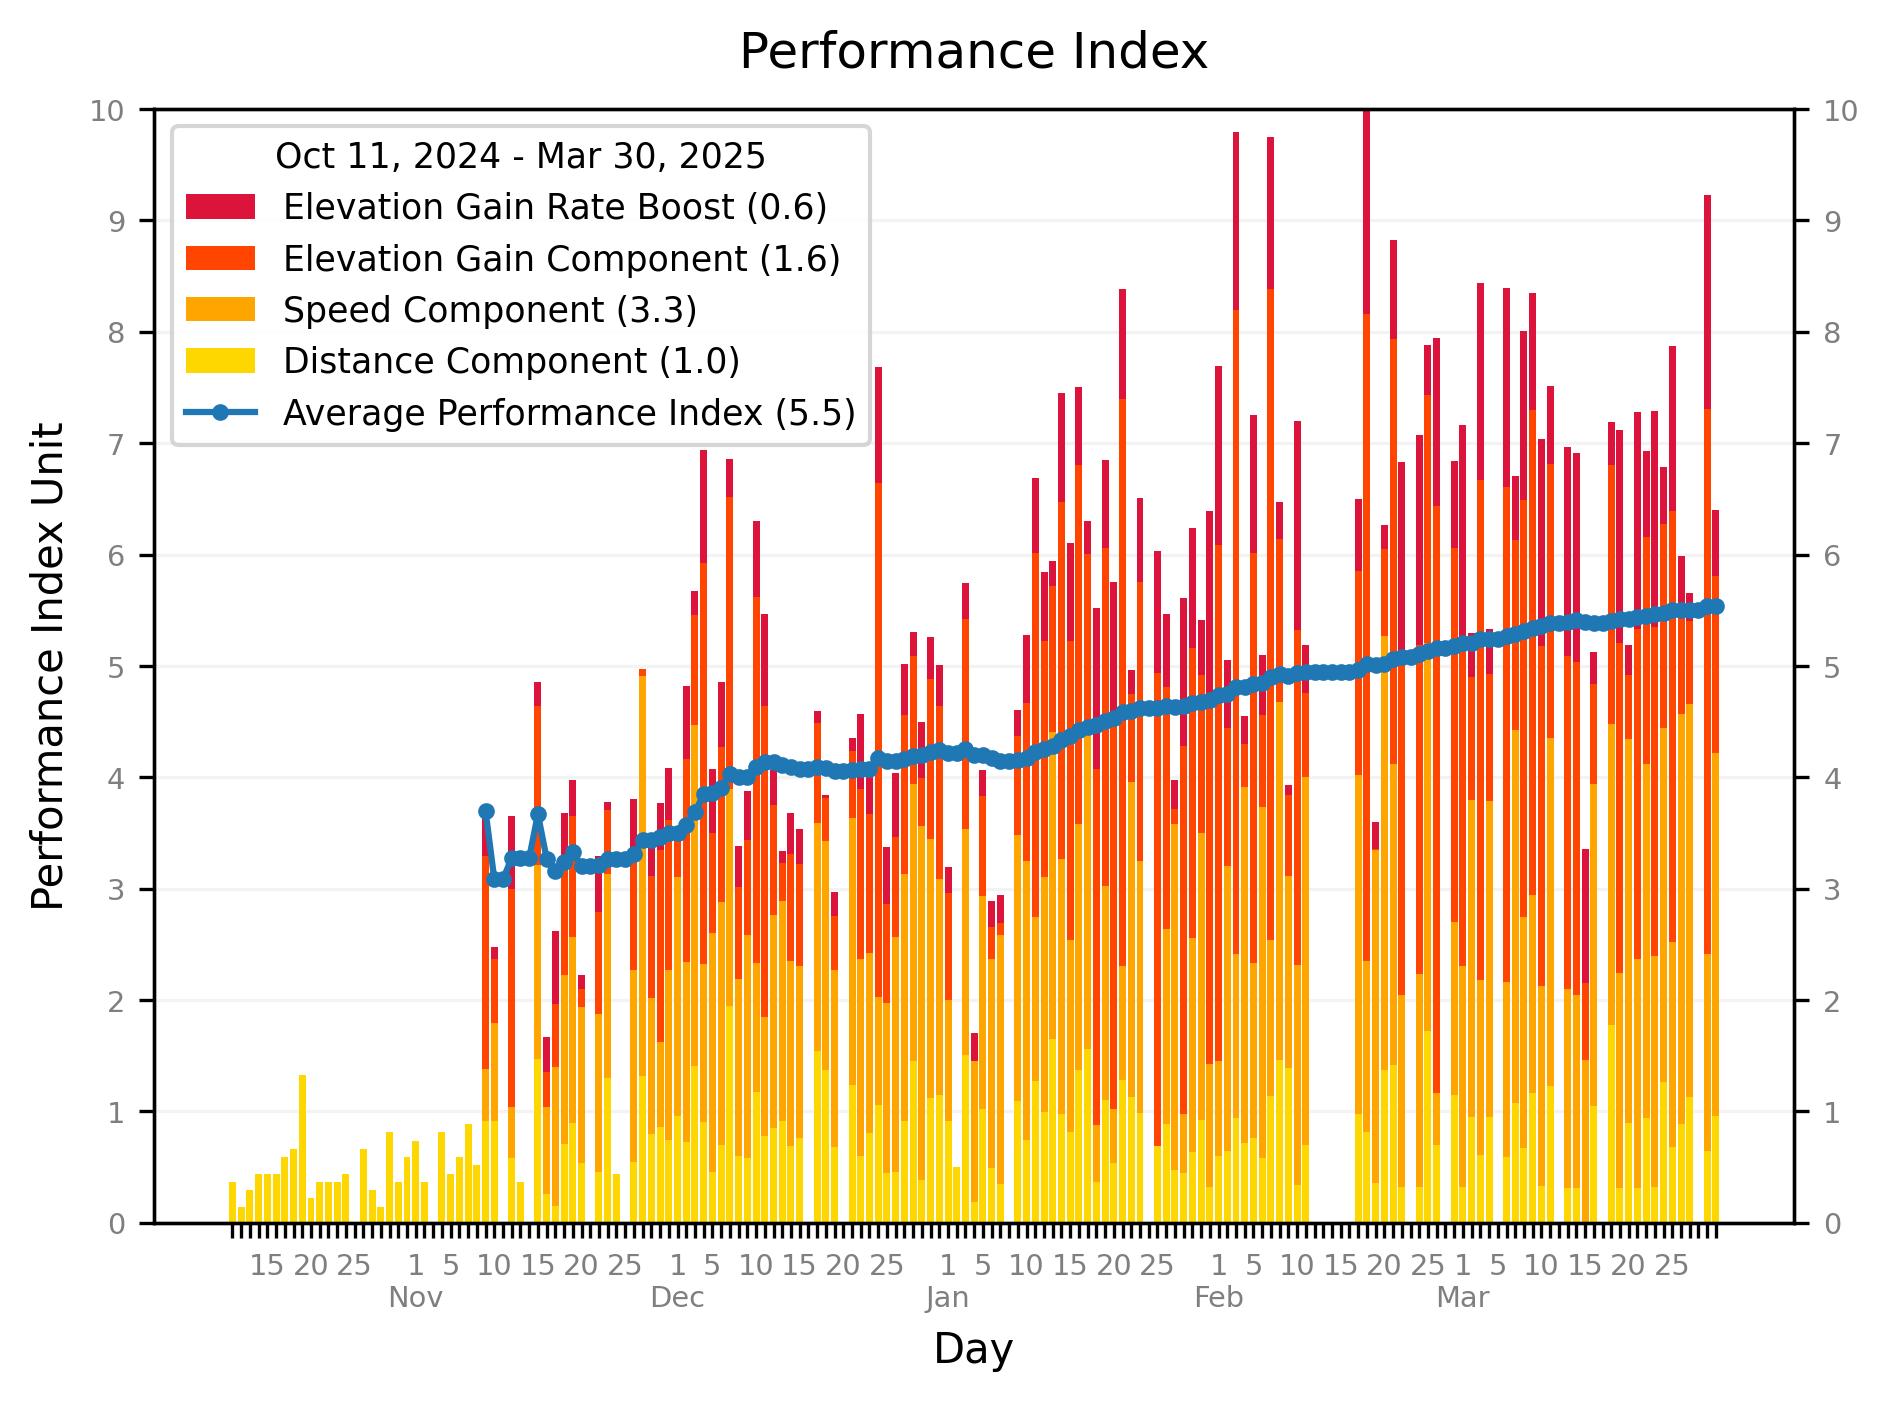 Performance Index
Oct 11, 2024 - Mar 30, 2025
Elevation Gain Rate Boost (0.6)
Elevation Gain Component (1.6)
Speed Component (3.3)
Distance Component (1.0)
Average Performance Index (5.5)
Performance Index Unit
10 10
9 9
8 8
7 7
6 6
5 5
4 4
3 3
2 2
1 1
0 0
15 20 25 1 5 10 15 20 25 1 5 10 15 20 25 1 5 10 15 20 25 1 5 10 15 20 25 1 5 10 15 20 25
Nov Dec Jan Feb Mar
Day